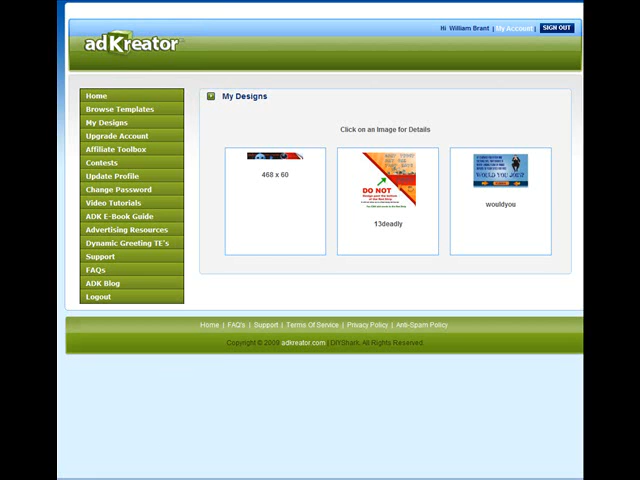 Hi William Brant | My Account | SIGN OUT
adKreator
Home
Browse Templates
My Designs
Upgrade Account
Affiliate Toolbox
Contests
Update Profile
Change Password
Video Tutorials
ADK E-Book Guide
Advertising Resources
Dynamic Greeting TE's
Support
FAQs
ADK Blog
Logout
My Designs
Click on an Image for Details
468 x 60
DO NOT
13deadly
WOULD YOU JOIN?
wouldyou
Home | FAQ's | Support | Terms Of Service | Privacy Policy | Anti-Spam Policy
Copyright © 2009 adkreator.com | DIYShark. All Rights Reserved.